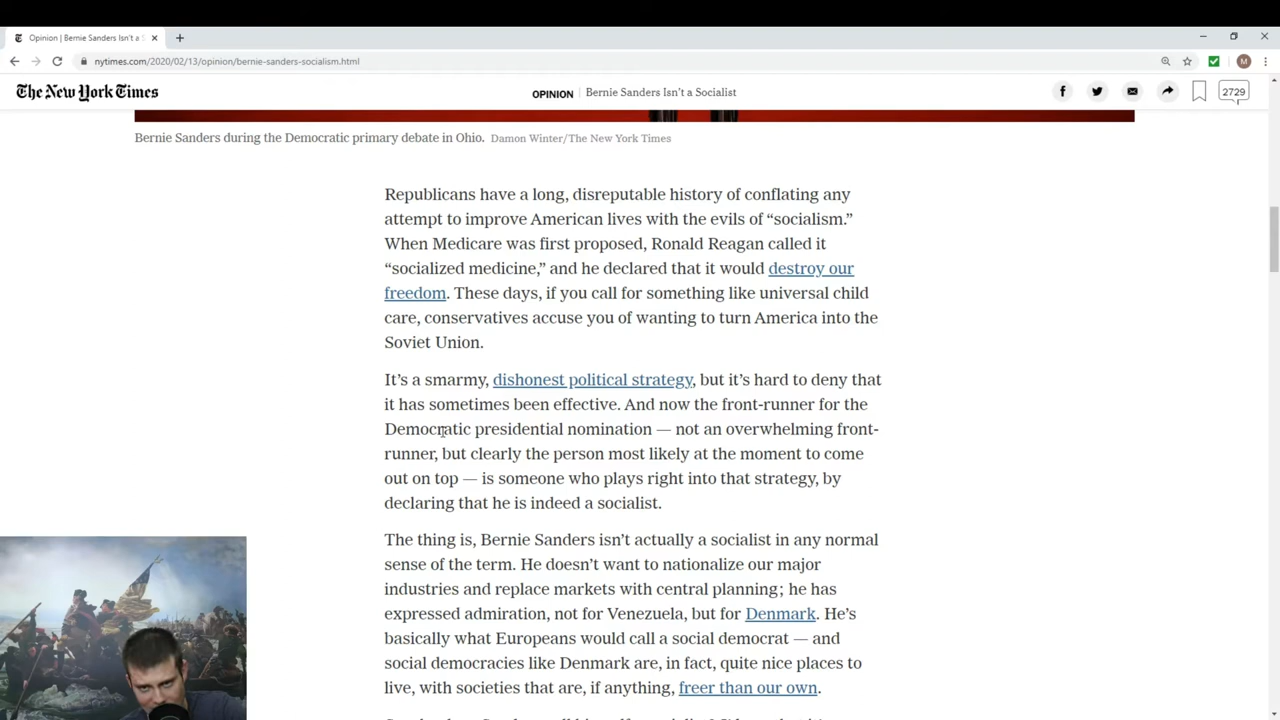 Opinion | Bernie Sanders Isn't a S
nytimes.com/2020/02/13/opinion/bernie-sanders-socialism.html
M
The New York Times
OPINION | Bernie Sanders Isn't a Socialist
2729
Bernie Sanders during the Democratic primary debate in Ohio. Damon Winter/The New York Times
Republicans have a long, disreputable history of conflating any
attempt to improve American lives with the evils of “socialism.”
When Medicare was first proposed, Ronald Reagan called it
“socialized medicine,” and he declared that it would destroy our
freedom. These days, if you call for something like universal child
care, conservatives accuse you of wanting to turn America into the
Soviet Union.
It’s a smarmy, dishonest political strategy, but it’s hard to deny that
it has sometimes been effective. And now the front-runner for the
Democratic presidential nomination — not an overwhelming front-
runner, but clearly the person most likely at the moment to come
out on top — is someone who plays right into that strategy, by
declaring that he is indeed a socialist.
The thing is, Bernie Sanders isn’t actually a socialist in any normal
sense of the term. He doesn’t want to nationalize our major
industries and replace markets with central planning; he has
expressed admiration, not for Venezuela, but for Denmark. He’s
basically what Europeans would call a social democrat — and
social democracies like Denmark are, in fact, quite nice places to
live, with societies that are, if anything, freer than our own.